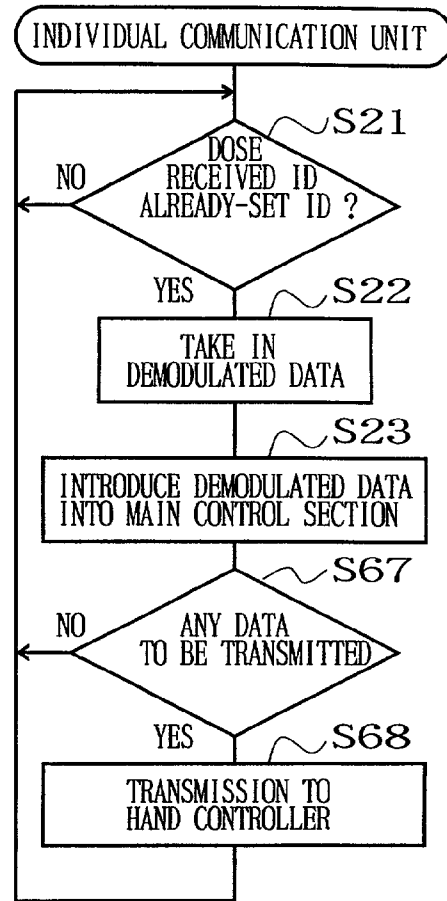 INDIVIDUAL COMMUNICATION UNIT
S21
DOSE
RECEIVED ID
ALREADY-SET ID ?
NO
YES
S22
TAKE IN
DEMODULATED DATA
S23
INTRODUCE DEMODULATED DATA
INTO MAIN CONTROL SECTION
S67
NO
ANY DATA
TO BE TRANSMITTED
YES
S68
TRANSMISSION TO
HAND CONTROLLER